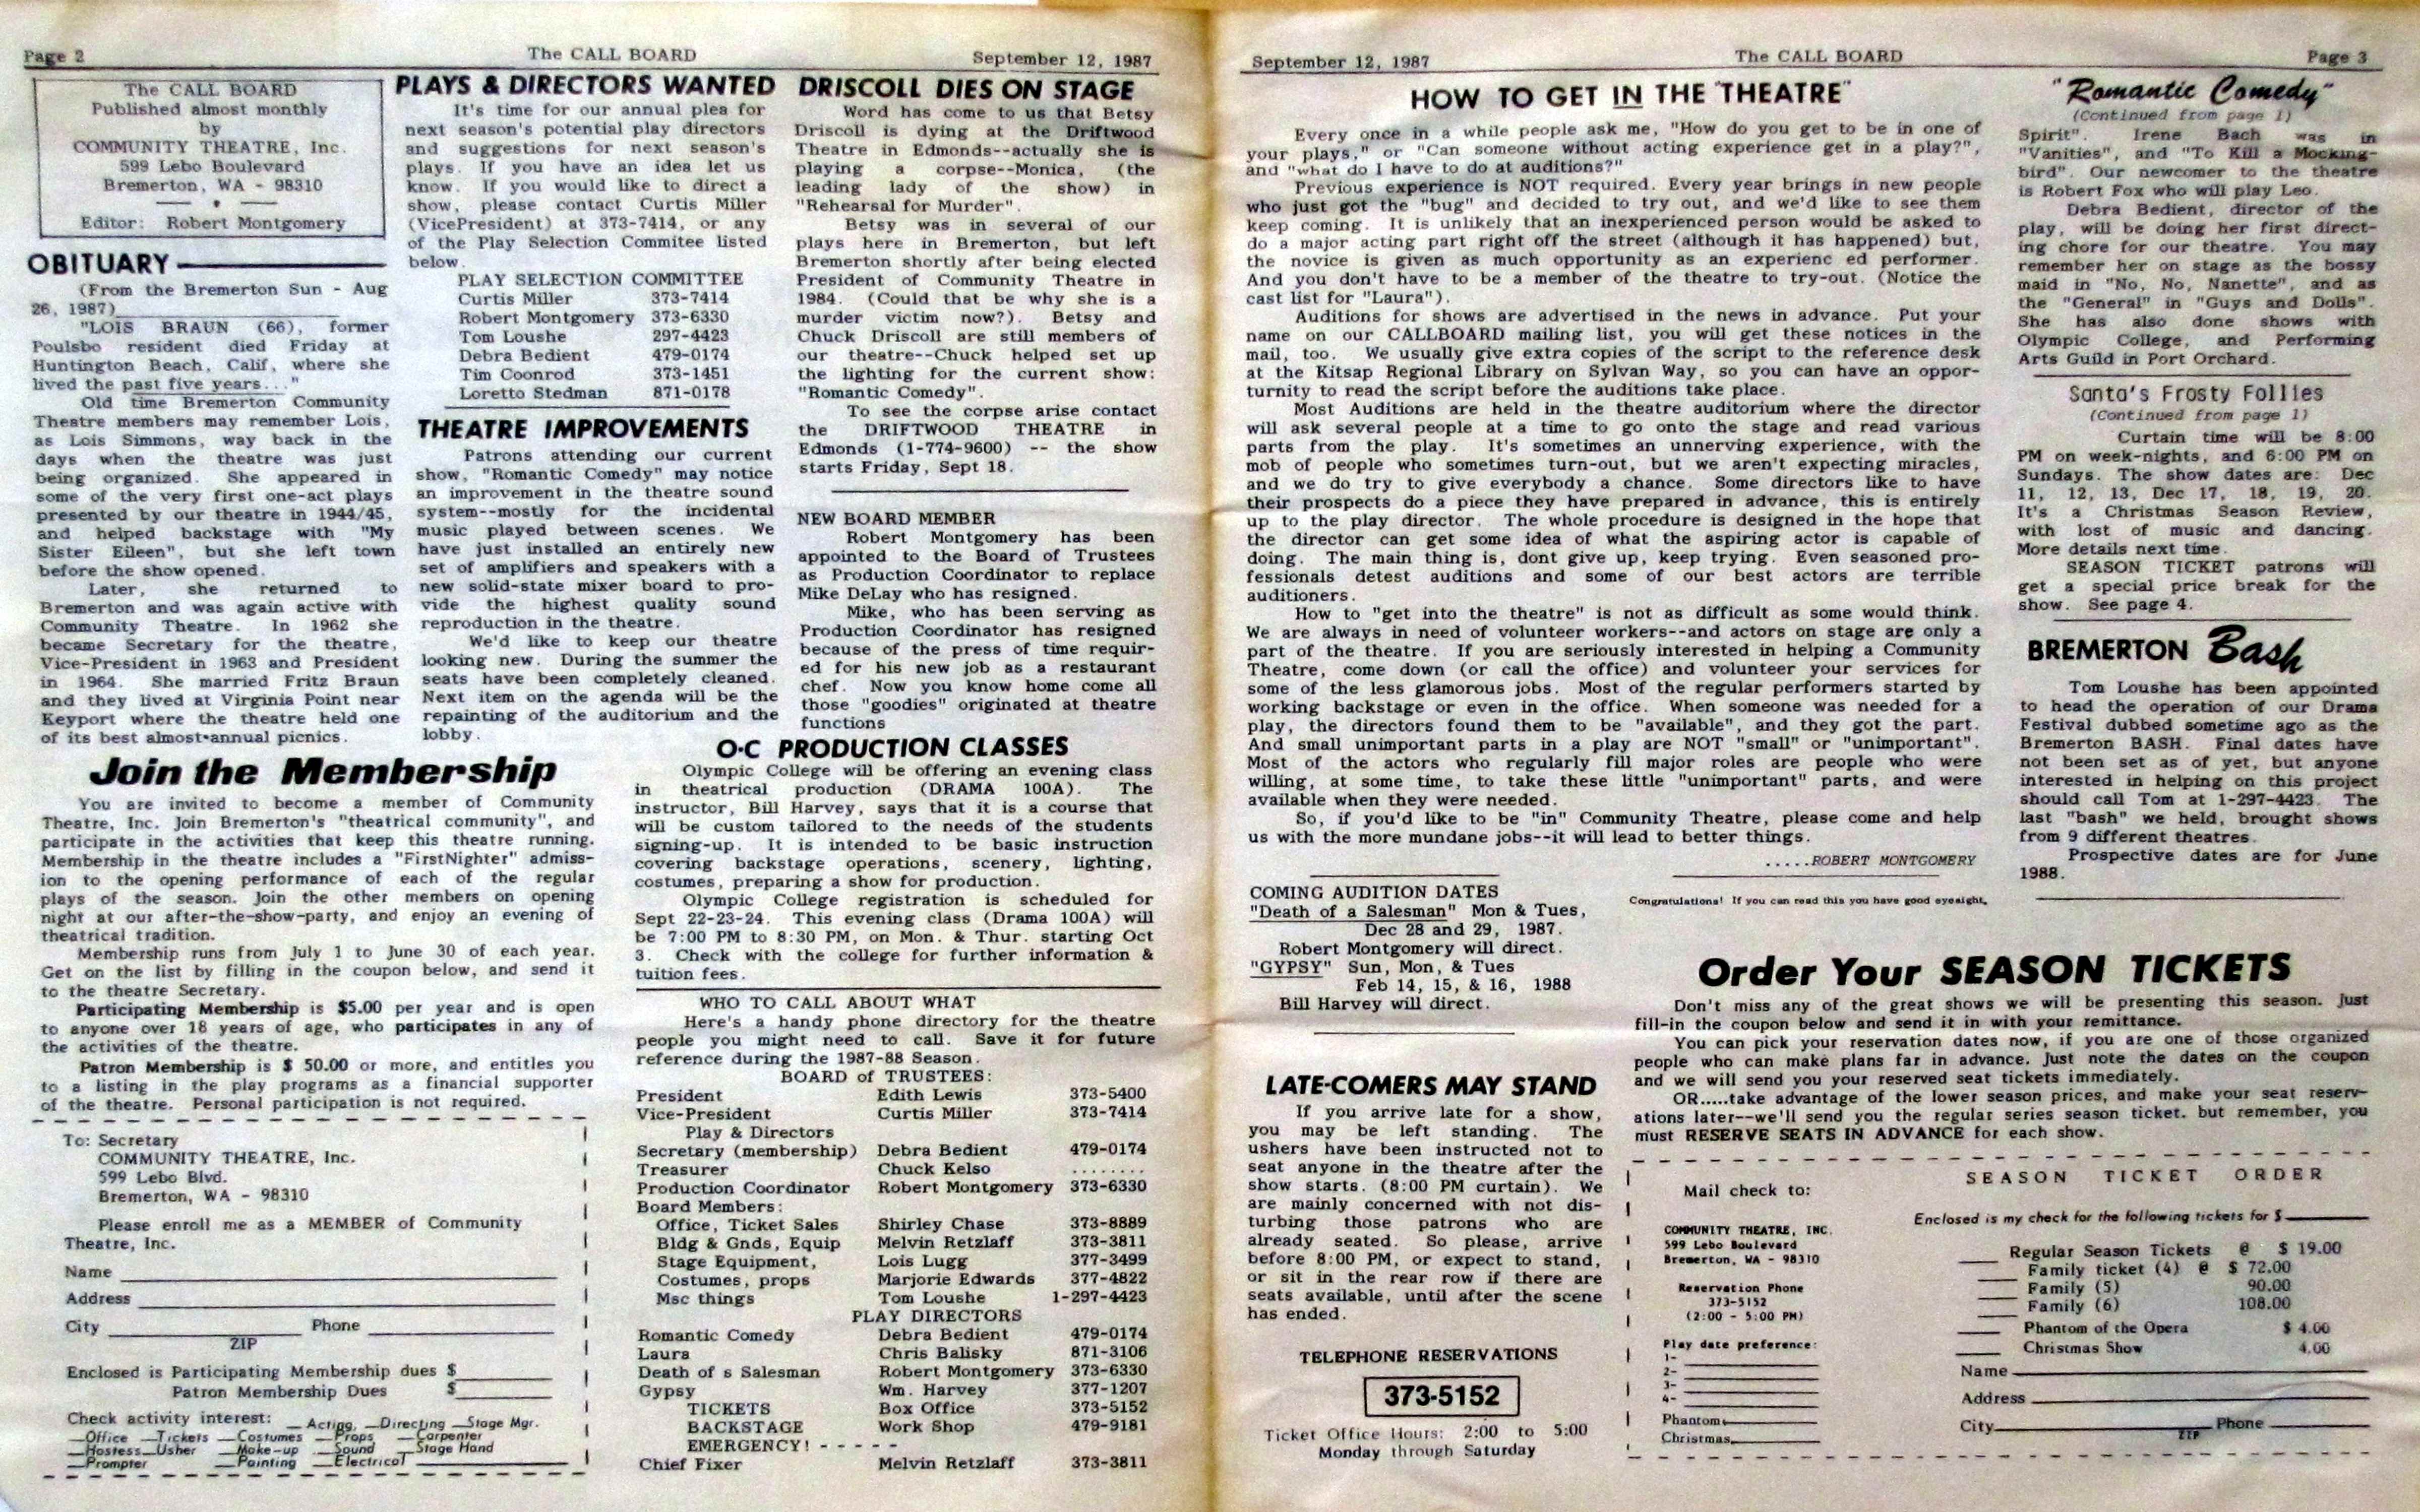 Page 2
The CALL BOARD
September 12, 1987
The CALL BOARD
Published almost monthly
by
COMMUNITY THEATRE, Inc.
599 Lebo Boulevard
Bremerton, WA - 98310
Editor: Robert Montgomery
OBITUARY
(From the Bremerton Sun - Aug
26, 1987)
"LOIS BRAUN (66), former
Poulsbo resident died Friday at
Huntington Beach, Calif, where she
lived the past five years..."
Old time Bremerton Community
Theatre members may remember Lois,
as Lois Simmons, way back in the
days when the theatre was just
being organized. She appeared in
some of the very first one-act plays
presented by our theatre in 1944/45,
and helped backstage with "My
Sister Eileen", but she left town
before the show opened.
Later, she returned to
Bremerton and was again active with
Community Theatre. In 1962 she
became Secretary for the theatre,
Vice-President in 1963 and President
in 1964. She married Fritz Braun
and they lived at Virginia Point near
Keyport where the theatre held one
of its best almost-annual picnics.
PLAYS & DIRECTORS WANTED
It's time for our annual plea for
next season's potential play directors
and suggestions for next season's
plays. If you have an idea let us
know. If you would like to direct a
show, please contact Curtis Miller
(VicePresident) at 373-7414, or any
of the Play Selection Commitee listed
below.
PLAY SELECTION COMMITTEE
Curtis Miller 373-7414
Robert Montgomery 373-6330
Tom Loushe 297-4423
Debra Bedient 479-0174
Tim Coonrod 373-1451
Loretto Stedman 871-0178
THEATRE IMPROVEMENTS
Patrons attending our current
show, "Romantic Comedy" may notice
an improvement in the theatre sound
system--mostly for the incidental
music played between scenes. We
have just installed an entirely new
set of amplifiers and speakers with a
new solid-state mixer board to pro-
vide the highest quality sound
reproduction in the theatre.
We'd like to keep our theatre
looking new. During the summer the
seats have been completely cleaned.
Next item on the agenda will be the
repainting of the auditorium and the
lobby.
DRISCOLL DIES ON STAGE
Word has come to us that Betsy
Driscoll is dying at the Driftwood
Theatre in Edmonds--actually she is
playing a corpse--Monica, (the
leading lady of the show) in
"Rehearsal for Murder".
Betsy was in several of our
plays here in Bremerton, but left
Bremerton shortly after being elected
President of Community Theatre in
1984. (Could that be why she is a
murder victim now?). Betsy and
Chuck Driscoll are still members of
our theatre--Chuck helped set up
the lighting for the current show:
"Romantic Comedy".
To see the corpse arise contact
the DRIFTWOOD THEATRE in
Edmonds (1-774-9600) -- the show
starts Friday, Sept 18.
NEW BOARD MEMBER
Robert Montgomery has been
appointed to the Board of Trustees
as Production Coordinator to replace
Mike DeLay who has resigned.
Mike, who has been serving as
Production Coordinator has resigned
because of the press of time requir-
ed for his new job as a restaurant
chef. Now you know home come all
those "goodies" originated at theatre
functions
Join the Membership
You are invited to become a member of Community
Theatre, Inc. Join Bremerton's "theatrical community", and
participate in the activities that keep this theatre running.
Membership in the theatre includes a "FirstNighter" admiss-
ion to the opening performance of each of the regular
plays of the season. Join the other members on opening
night at our after-the-show-party, and enjoy an evening of
theatrical tradition.
Membership runs from July 1 to June 30 of each year.
Get on the list by filling in the coupon below, and send it
to the theatre Secretary.
Participating Membership is $5.00 per year and is open
to anyone over 18 years of age, who participates in any of
the activities of the theatre.
Patron Membership is $ 50.00 or more, and entitles you
to a listing in the play programs as a financial supporter
of the theatre. Personal participation is not required.
To: Secretary
COMMUNITY THEATRE, Inc.
599 Lebo Blvd.
Bremerton, WA - 98310
Please enroll me as a MEMBER of Community
Theatre, Inc.
Name
Address
City Phone
ZIP
Enclosed is Participating Membership dues $
Patron Membership Dues $
Check activity interest: Acting, Directing Stage Mgr.
Office Tickets Costumes Props Carpenter
Hostess Usher Make-up Sound Stage Hand
Prompter Painting Electrical
O-C PRODUCTION CLASSES
Olympic College will be offering an evening class
in theatrical production (DRAMA 100A). The
instructor, Bill Harvey, says that it is a course that
will be custom tailored to the needs of the students
signing-up. It is intended to be basic instruction
covering backstage operations, scenery, lighting,
costumes, preparing a show for production.
Olympic College registration is scheduled for
Sept 22-23-24. This evening class (Drama 100A) will
be 7:00 PM to 8:30 PM, on Mon. & Thur. starting Oct
3. Check with the college for further information &
tuition fees.
WHO TO CALL ABOUT WHAT
Here's a handy phone directory for the theatre
people you might need to call. Save it for future
reference during the 1987-88 Season.
BOARD of TRUSTEES:
President Edith Lewis 373-5400
Vice-President Curtis Miller 373-7414
Play & Directors
Secretary (membership) Debra Bedient 479-0174
Treasurer Chuck Kelso ........
Production Coordinator Robert Montgomery 373-6330
Board Members:
Office, Ticket Sales Shirley Chase 373-8889
Bldg & Gnds, Equip Melvin Retzlaff 373-3811
Stage Equipment, Lois Lugg 377-3499
Costumes, props Marjorie Edwards 377-4822
Msc things Tom Loushe 1-297-4423
PLAY DIRECTORS
Romantic Comedy Debra Bedient 479-0174
Laura Chris Balisky 871-3106
Death of s Salesman Robert Montgomery 373-6330
Gypsy Wm. Harvey 377-1207
TICKETS Box Office 373-5152
BACKSTAGE Work Shop 479-9181
EMERGENCY! - - - - -
Chief Fixer Melvin Retzlaff 373-3811
September 12, 1987
The CALL BOARD
Page 3
HOW TO GET IN THE "THEATRE"
Every once in a while people ask me, "How do you get to be in one of
your plays," or "Can someone without acting experience get in a play?",
and "what do I have to do at auditions?"
Previous experience is NOT required. Every year brings in new people
who just got the "bug" and decided to try out, and we'd like to see them
keep coming. It is unlikely that an inexperienced person would be asked to
do a major acting part right off the street (although it has happened) but,
the novice is given as much opportunity as an experienc ed performer.
And you don't have to be a member of the theatre to try-out. (Notice the
cast list for "Laura").
Auditions for shows are advertised in the news in advance. Put your
name on our CALLBOARD mailing list, you will get these notices in the
mail, too. We usually give extra copies of the script to the reference desk
at the Kitsap Regional Library on Sylvan Way, so you can have an oppor-
turnity to read the script before the auditions take place.
Most Auditions are held in the theatre auditorium where the director
will ask several people at a time to go onto the stage and read various
parts from the play. It's sometimes an unnerving experience, with the
mob of people who sometimes turn-out, but we aren't expecting miracles,
and we do try to give everybody a chance. Some directors like to have
their prospects do a piece they have prepared in advance, this is entirely
up to the play director. The whole procedure is designed in the hope that
the director can get some idea of what the aspiring actor is capable of
doing. The main thing is, dont give up, keep trying. Even seasoned pro-
fessionals detest auditions and some of our best actors are terrible
auditioners.
How to "get into the theatre" is not as difficult as some would think.
We are always in need of volunteer workers--and actors on stage are only a
part of the theatre. If you are seriously interested in helping a Community
Theatre, come down (or call the office) and volunteer your services for
some of the less glamorous jobs. Most of the regular performers started by
working backstage or even in the office. When someone was needed for a
play, the directors found them to be "available", and they got the part.
And small unimportant parts in a play are NOT "small" or "unimportant".
Most of the actors who regularly fill major roles are people who were
willing, at some time, to take these little "unimportant" parts, and were
available when they were needed.
So, if you'd like to be "in" Community Theatre, please come and help
us with the more mundane jobs--it will lead to better things.
.....ROBERT MONTGOMERY
COMING AUDITION DATES
"Death of a Salesman" Mon & Tues,
Dec 28 and 29, 1987.
Robert Montgomery will direct.
"GYPSY" Sun, Mon, & Tues
Feb 14, 15, & 16, 1988
Bill Harvey will direct.
Congratulations! If you can read this you have good eyesight.
LATE-COMERS MAY STAND
If you arrive late for a show,
you may be left standing. The
ushers have been instructed not to
seat anyone in the theatre after the
show starts. (8:00 PM curtain). We
are mainly concerned with not dis-
turbing those patrons who are
already seated. So please, arrive
before 8:00 PM, or expect to stand,
or sit in the rear row if there are
seats available, until after the scene
has ended.
TELEPHONE RESERVATIONS
373-5152
Ticket Office Hours: 2:00 to 5:00
Monday through Saturday
"Romantic Comedy"
(Continued from page 1)
Spirit". Irene Bach was in
"Vanities", and "To Kill a Mocking-
bird". Our newcomer to the theatre
is Robert Fox who will play Leo.
Debra Bedient, director of the
play, will be doing her first direct-
ing chore for our theatre. You may
remember her on stage as the bossy
maid in "No, No, Nanette", and as
the "General" in "Guys and Dolls".
She has also done shows with
Olympic College, and Performing
Arts Guild in Port Orchard.
Santa's Frosty Follies
(Continued from page 1)
Curtain time will be 8:00
PM on week-nights, and 6:00 PM on
Sundays. The show dates are: Dec
11, 12, 13, Dec 17, 18, 19, 20.
It's a Christmas Season Review,
with lost of music and dancing.
More details next time.
SEASON TICKET patrons will
get a special price break for the
show. See page 4.
BREMERTON Bash
Tom Loushe has been appointed
to head the operation of our Drama
Festival dubbed sometime ago as the
Bremerton BASH. Final dates have
not been set as of yet, but anyone
interested in helping on this project
should call Tom at 1-297-4423. The
last "bash" we held, brought shows
from 9 different theatres.
Prospective dates are for June
1988.
Order Your SEASON TICKETS
Don't miss any of the great shows we will be presenting this season. Just
fill-in the coupon below and send it in with your remittance.
You can pick your reservation dates now, if you are one of those organized
people who can make plans far in advance. Just note the dates on the coupon
and we will send you your reserved seat tickets immediately.
OR.....take advantage of the lower season prices, and make your seat reserv-
ations later--we'll send you the regular series season ticket. but remember, you
must RESERVE SEATS IN ADVANCE for each show.
Mail check to:
COMMUNITY THEATRE, INC.
599 Lebo Boulevard
Bremerton, WA - 98310
Reservation Phone
373-5152
(2:00 - 5:00 PM)
Play date preference:
1-
2-
3-
4-
Phantom
Christmas
SEASON TICKET ORDER
Enclosed is my check for the following tickets for $
Regular Season Tickets @ $ 19.00
Family ticket (4) @ $ 72.00
Family (5) 90.00
Family (6) 108.00
Phantom of the Opera $ 4.00
Christmas Show 4.00
Name
Address
City Phone
ZIP